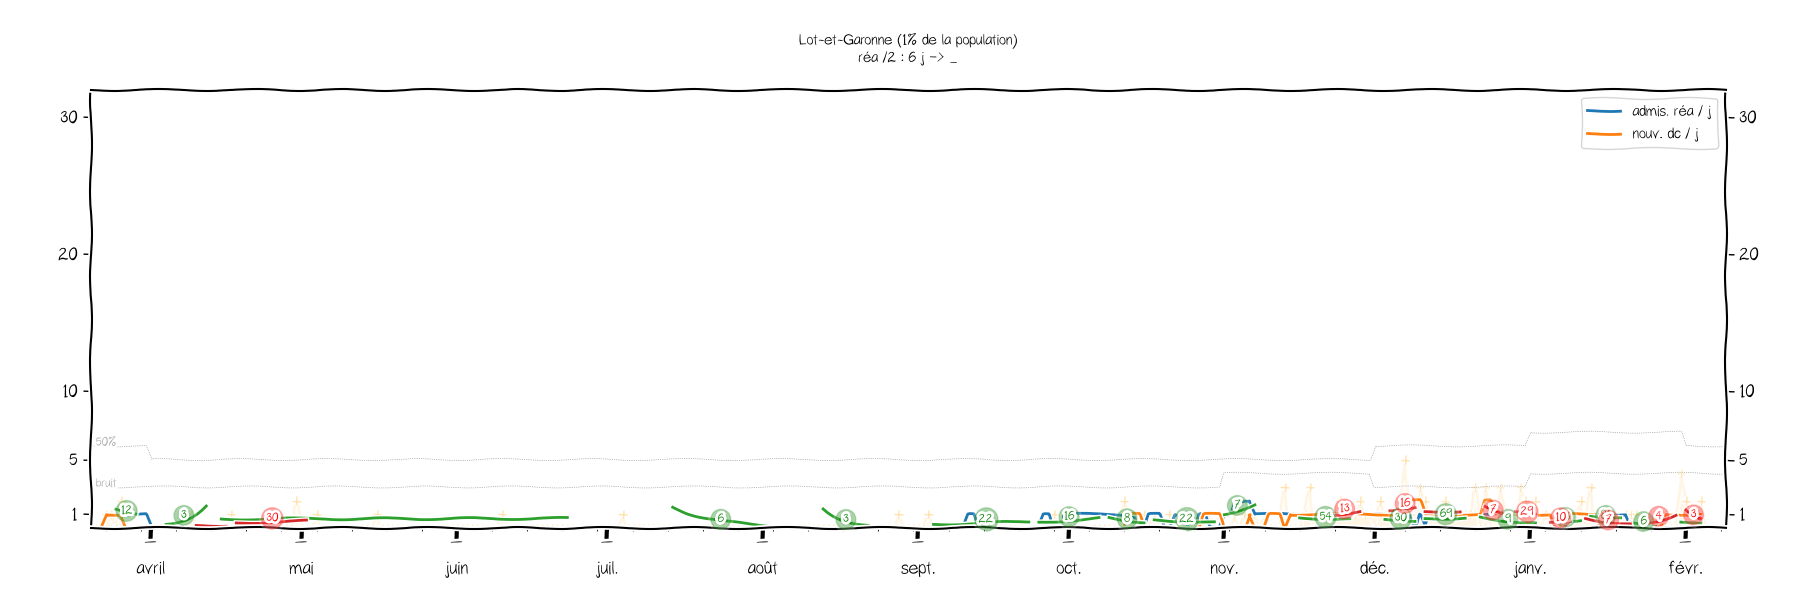 Lot-et-Garonne (1% de la population)
réa /2 : 6 j -> _
30
20
10
5
1
30
20
10
5
1
admis. réa / j
nouv. dc / j
50%
bruit
12
3
30
6
3
22
16
8
22
7
54
13
16
30
69
7
9
29
10
7
6
4
3
avril
mai
juin
juil.
août
sept.
oct.
nov.
déc.
janv.
févr.